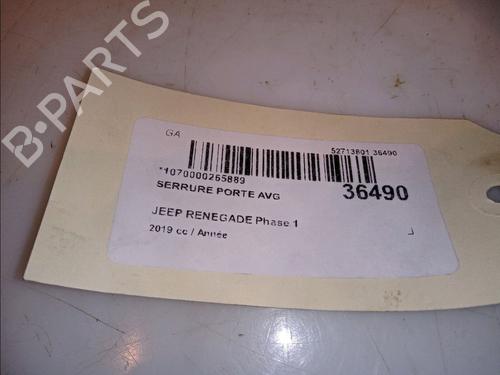 B-PARTS
GA
52713801 36490
*1070000265889
SERRURE PORTE AVG
36490
JEEP RENEGADE Phase 1
2019 cc / Année